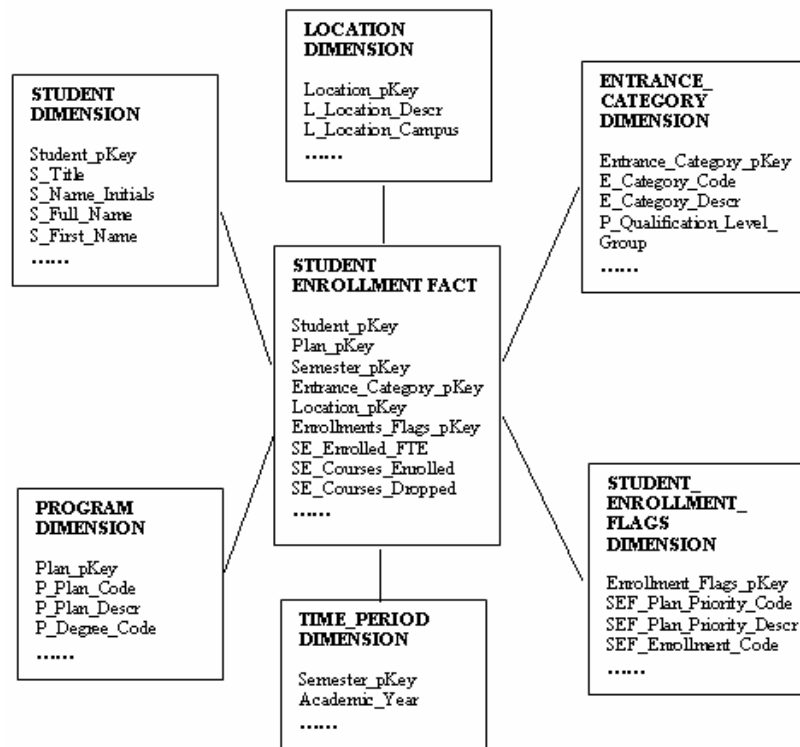 LOCATION
DIMENSION
Location_pKey
L_Location_Descr
L_Location_Campus
......
STUDENT
DIMENSION
Student_pKey
S_Title
S_Name_Initials
S_Full_Name
S_First_Name
......
ENTRANCE_
CATEGORY
DIMENSION
Entrance_Category_pKey
E_Category_Code
E_Category_Descr
P_Qualification_Level_
Group
......
STUDENT
ENROLLMENT FACT
Student_pKey
Plan_pKey
Semester_pKey
Entrance_Category_pKey
Location_pKey
Enrollments_Flags_pKey
SE_Enrolled_FTE
SE_Courses_Enrolled
SE_Courses_Dropped
......
PROGRAM
DIMENSION
Plan_pKey
P_Plan_Code
P_Plan_Descr
P_Degree_Code
......
TIME_PERIOD
DIMENSION
Semester_pKey
Academic_Year
......
STUDENT_
ENROLLMENT_
FLAGS
DIMENSION
Enrollment_Flags_pKey
SEF_Plan_Priority_Code
SEF_Plan_Priority_Descr
SEF_Enrollment_Code
......